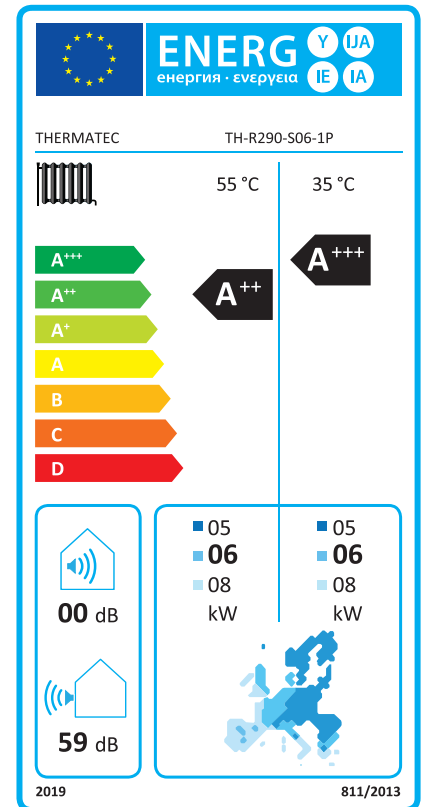 ENERG Y IJA
енергия · ενεργεια IE IA
THERMATEC TH-R290-S06-1P
55 °C 35 °C
A+++ A+++
A++ A++
A+
A
B
C
D
05 05
06 06
08 08
kW kW
00 dB
59 dB
2019 811/2013